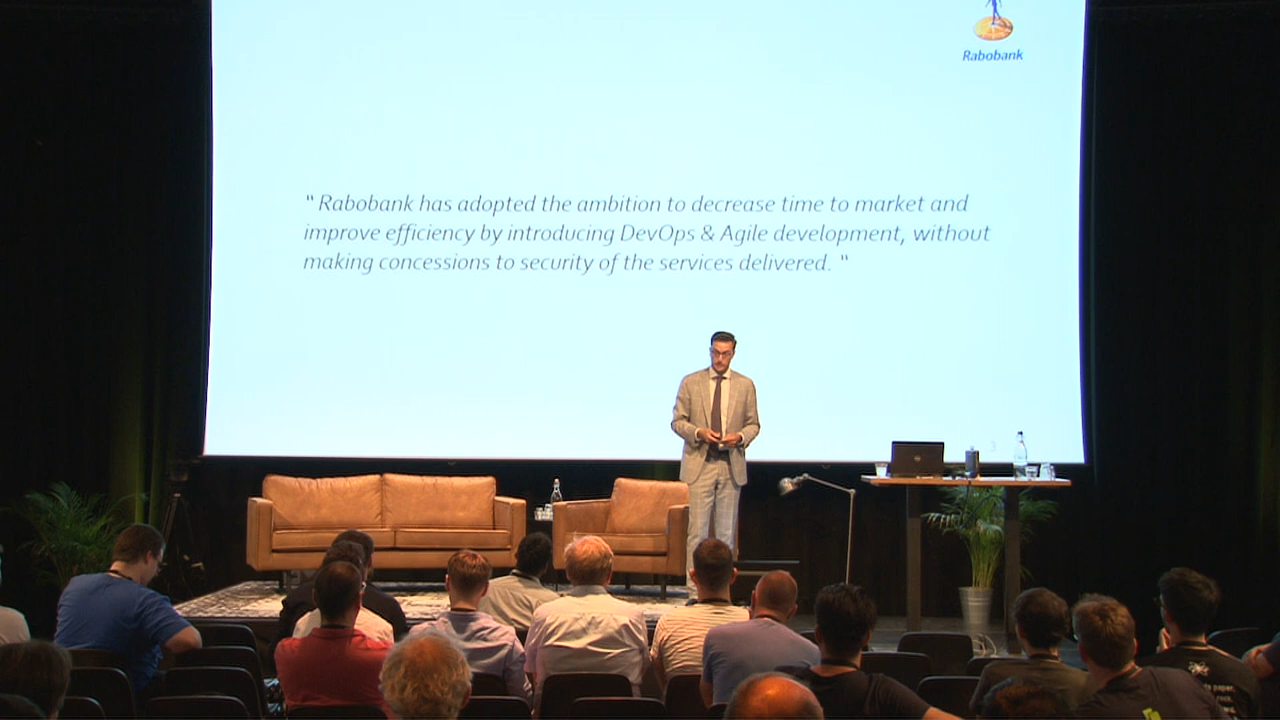 Rabobank
" Rabobank has adopted the ambition to decrease time to market and
improve efficiency by introducing DevOps & Agile development, without
making concessions to security of the services delivered. "
3